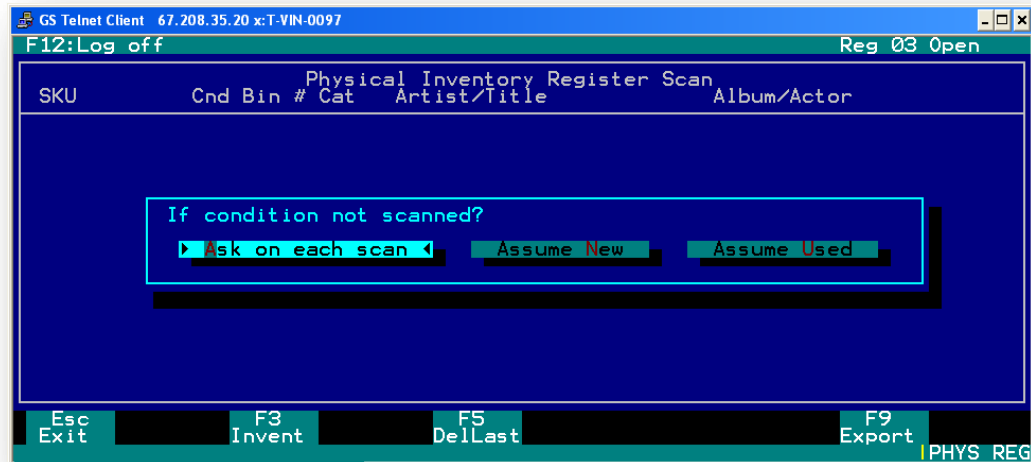 GS Telnet Client 67.208.35.20 x:T-VIN-0097
F12:Log off Reg 03 Open
Physical Inventory Register Scan
SKU Cnd Bin # Cat Artist/Title Album/Actor
If condition not scanned?
Ask on each scan Assume New Assume Used
Esc F3 F5 F9
Exit Invent DelLast Export
PHYS REG